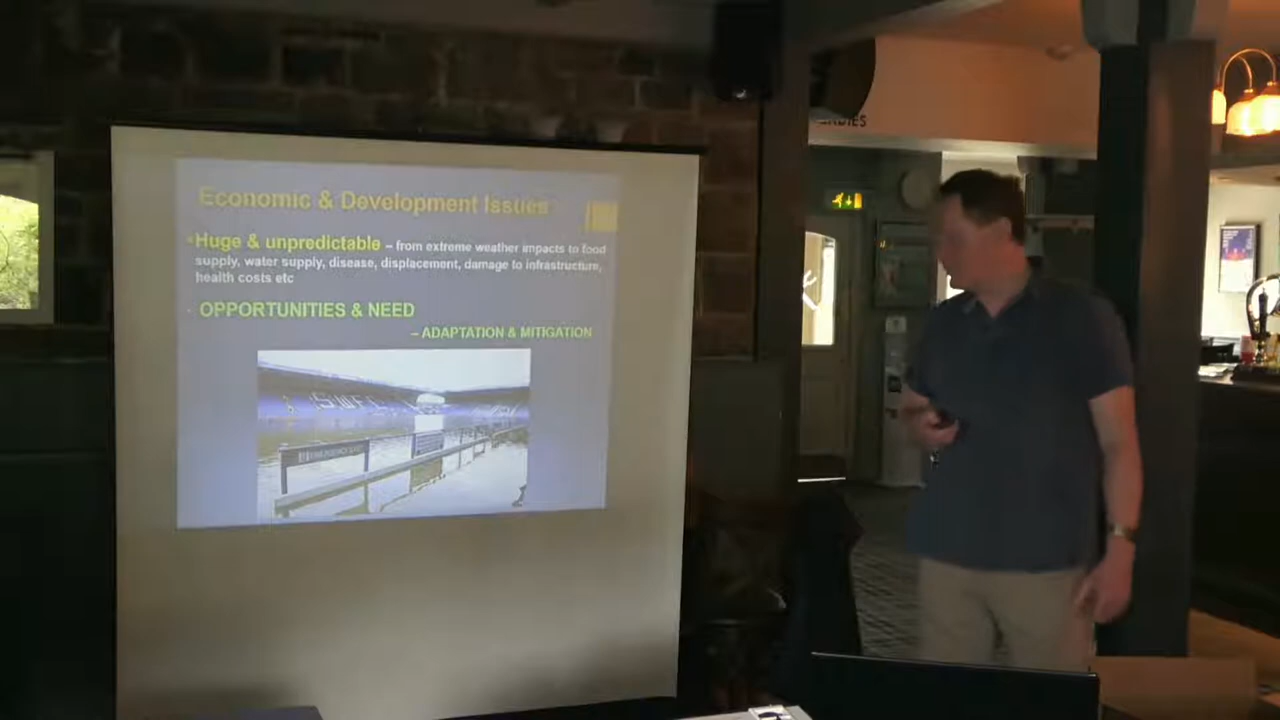 Economic & Development Issues
Huge & unpredictable – from extreme weather impacts to food
supply, water supply, disease, displacement, damage to infrastructure,
health costs etc
OPPORTUNITIES & NEED
– ADAPTATION & MITIGATION